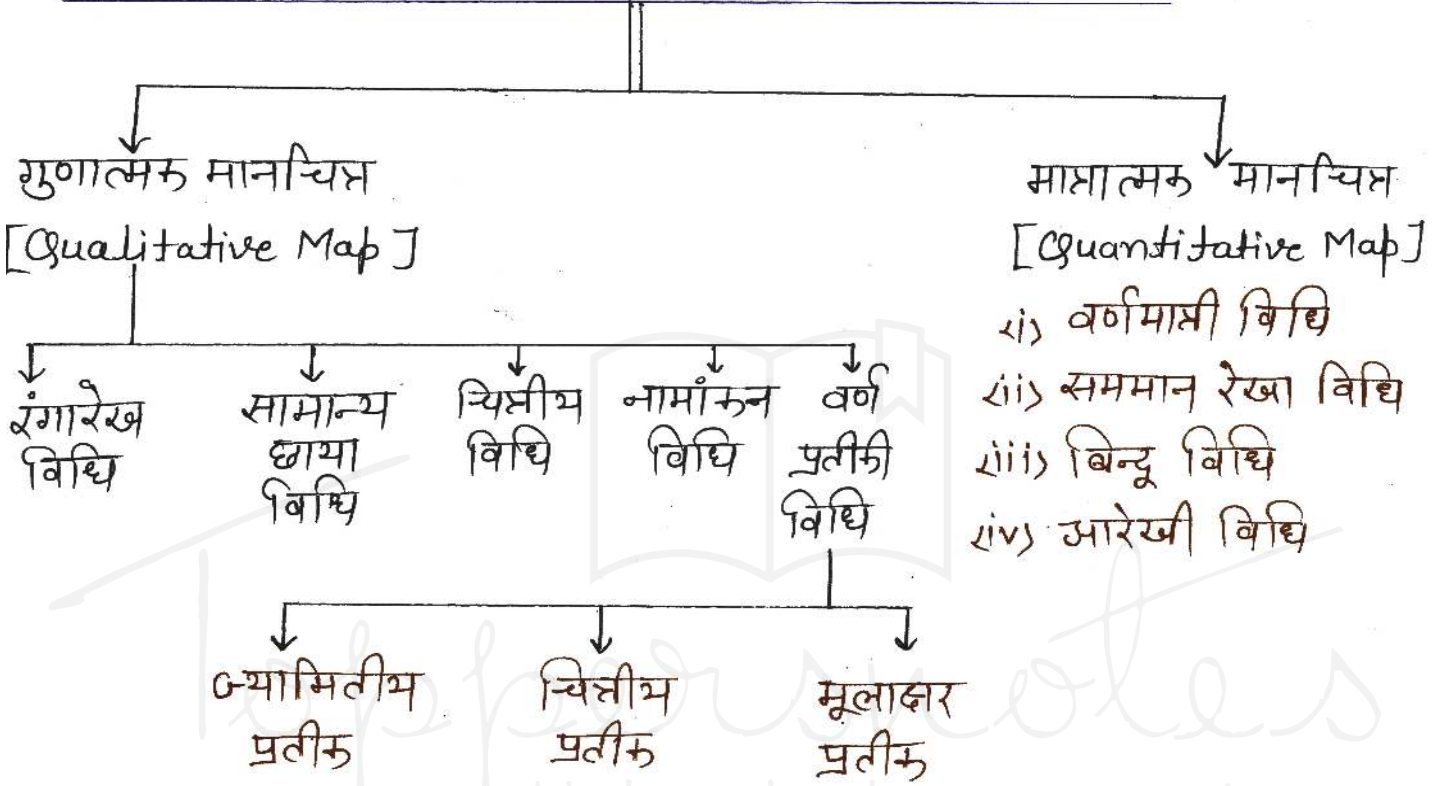 गुणात्मक मानचित्र
[Qualitative Map]
रंगारेख
विधि
सामान्य
छाया
विधि
चित्रीय
विधि
नामांकन
विधि
वर्ण
प्रतीकी
विधि
ज्यामितीय
प्रतीक
चित्रीय
प्रतीक
मूलाक्षर
प्रतीक
मात्रात्मक मानचित्र
[Quantitative Map]
(i) वर्णमात्री विधि
(ii) सममान रेखा विधि
(iii) बिन्दू विधि
(iv) आरेखी विधि
Toppersnotes